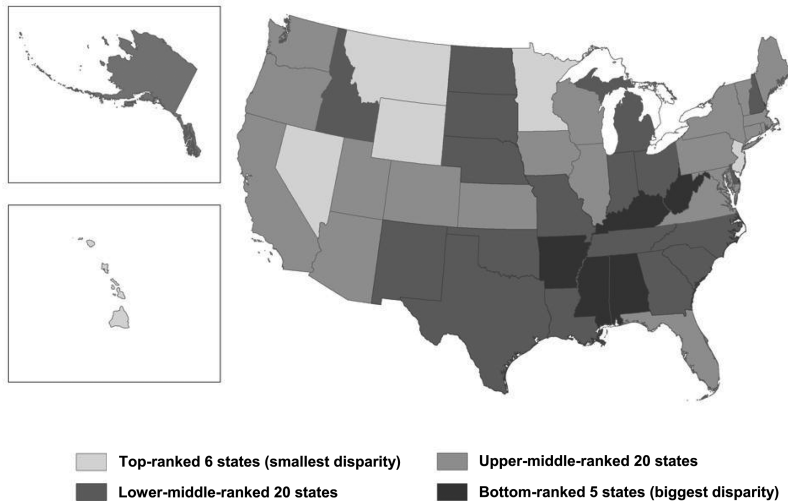 Top-ranked 6 states (smallest disparity)
Upper-middle-ranked 20 states
Lower-middle-ranked 20 states
Bottom-ranked 5 states (biggest disparity)